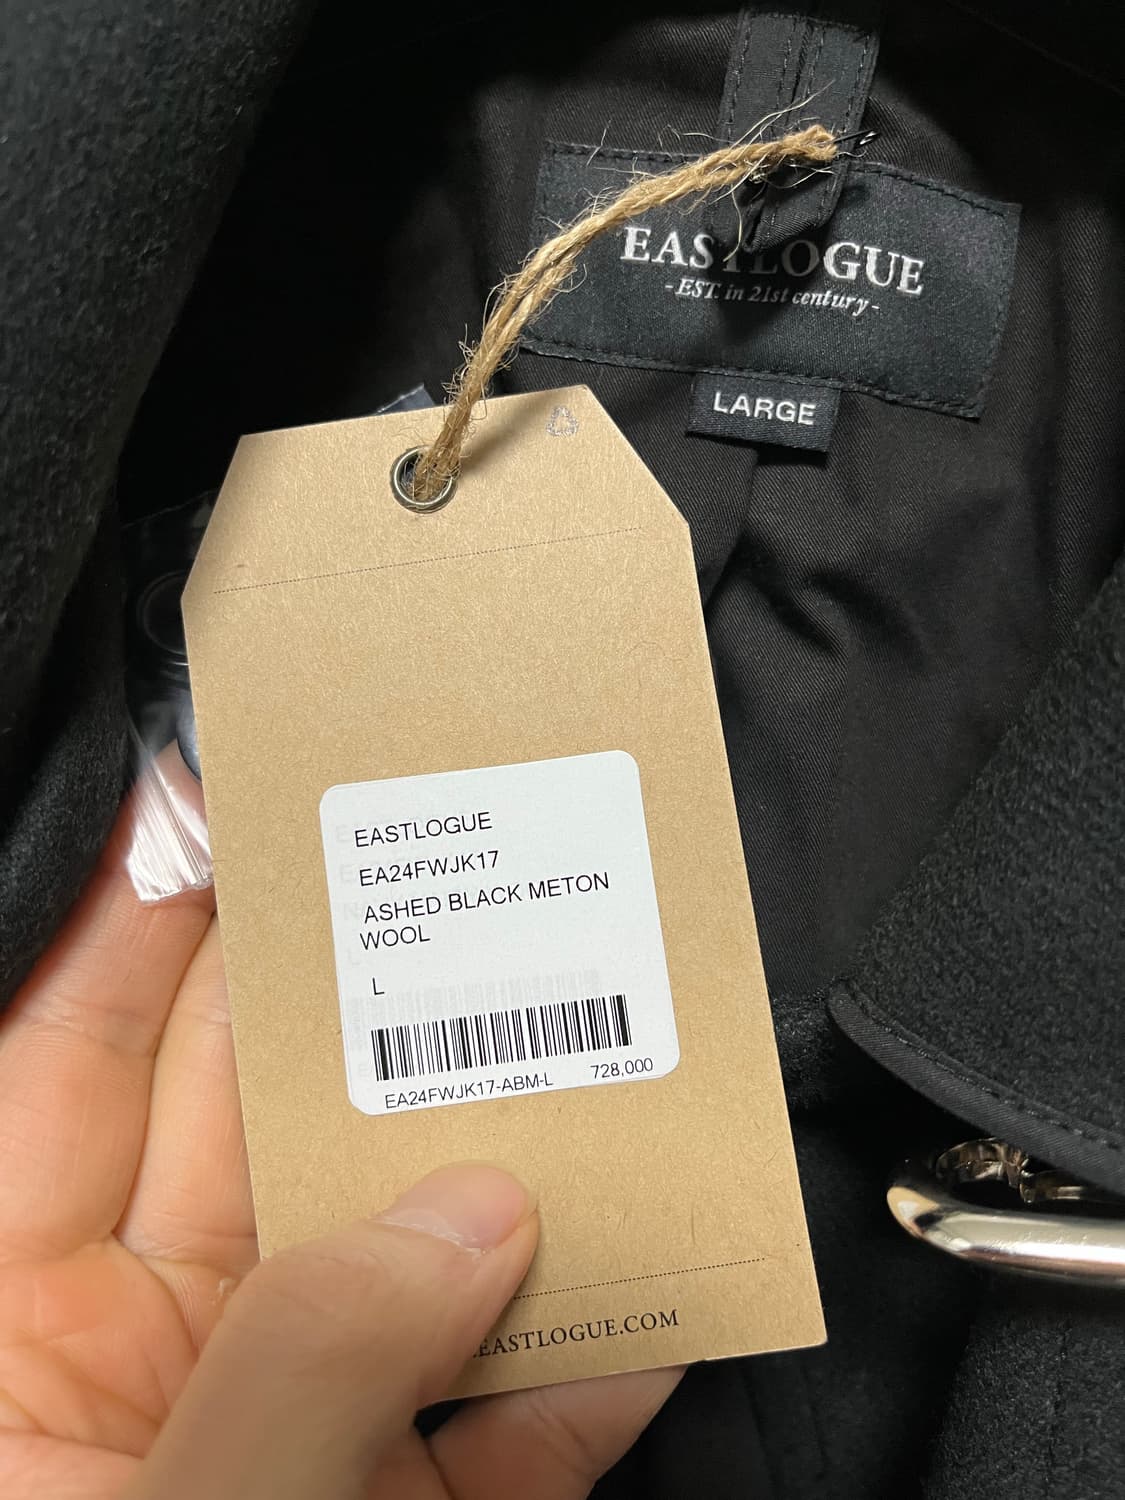 EASTLOGUE
- EST. in 21st century -
LARGE
EASTLOGUE
EA24FWJK17
ASHED BLACK METON
WOOL
L
EA24FWJK17-ABM-L 728,000
.EASTLOGUE.COM